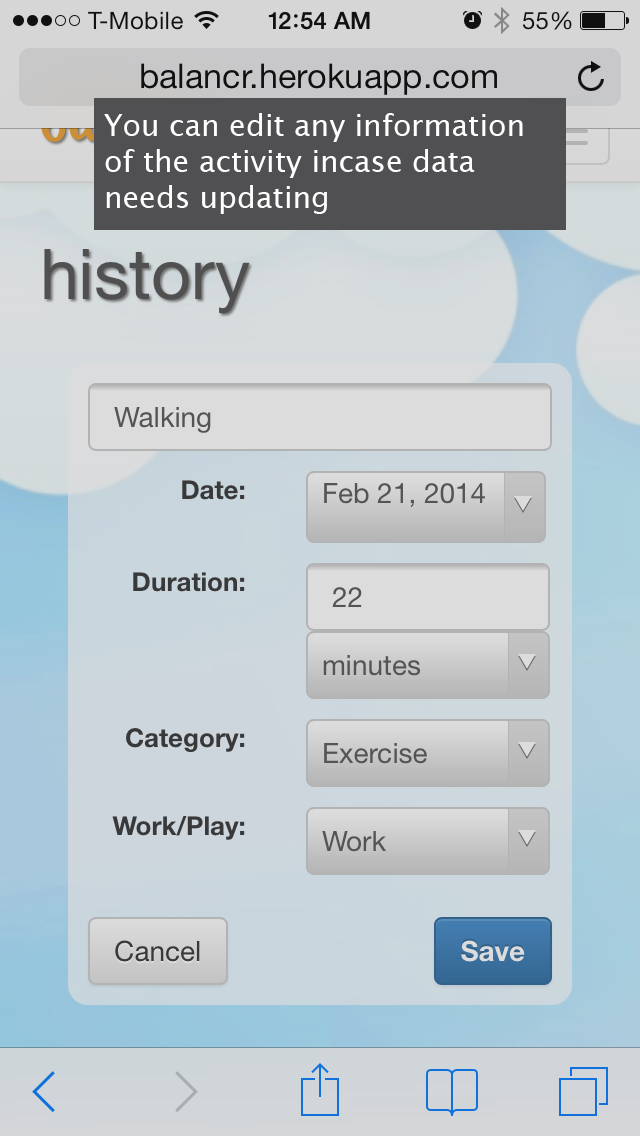 T-Mobile 12:54 AM 55%
balancr.herokuapp.com
You can edit any information
of the activity incase data
needs updating
history
Walking
Date: Feb 21, 2014
Duration: 22
minutes
Category: Exercise
Work/Play: Work
Cancel Save